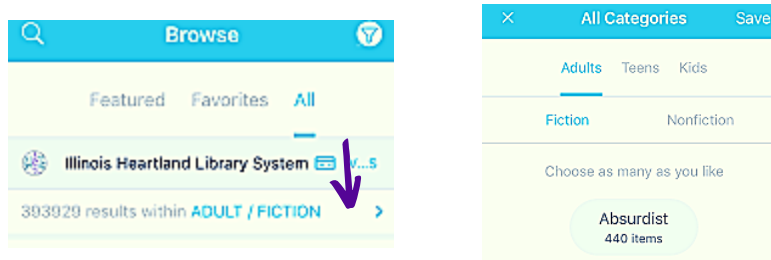 Browse
Featured Favorites All
Illinois Heartland Library System
393929 results within ADULT / FICTION
All Categories Save
Adults Teens Kids
Fiction Nonfiction
Choose as many as you like
Absurdist
440 items